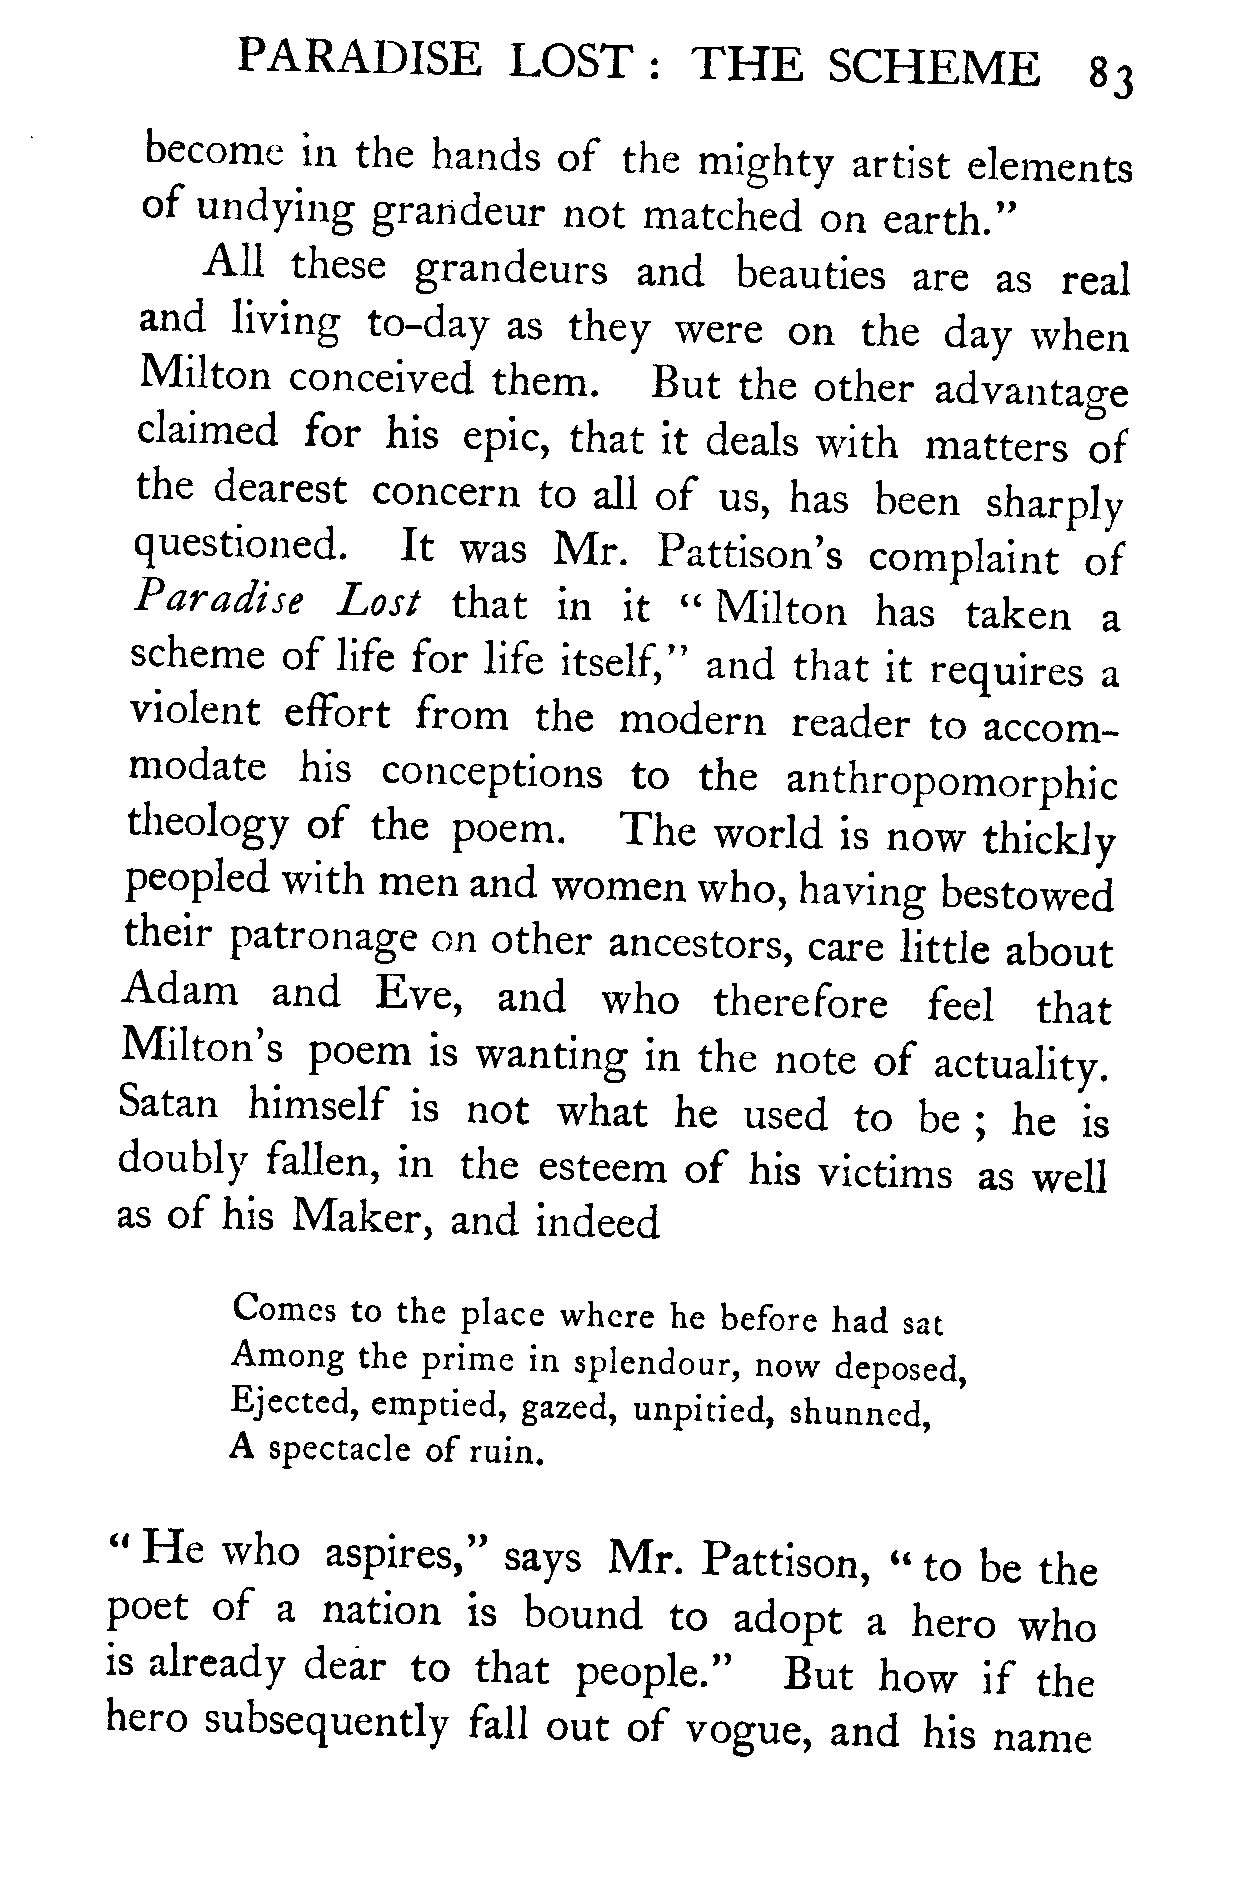 PARADISE LOST : THE SCHEME 83
become in the hands of the mighty artist elements
of undying grandeur not matched on earth."
All these grandeurs and beauties are as real
and living to-day as they were on the day when
Milton conceived them. But the other advantage
claimed for his epic, that it deals with matters of
the dearest concern to all of us, has been sharply
questioned. It was Mr. Pattison's complaint of
Paradise Lost that in it " Milton has taken a
scheme of life for life itself," and that it requires a
violent effort from the modern reader to accom-
modate his conceptions to the anthropomorphic
theology of the poem. The world is now thickly
peopled with men and women who, having bestowed
their patronage on other ancestors, care little about
Adam and Eve, and who therefore feel that
Milton's poem is wanting in the note of actuality.
Satan himself is not what he used to be ; he is
doubly fallen, in the esteem of his victims as well
as of his Maker, and indeed
Comes to the place where he before had sat
Among the prime in splendour, now deposed,
Ejected, emptied, gazed, unpitied, shunned,
A spectacle of ruin.
" He who aspires," says Mr. Pattison, " to be the
poet of a nation is bound to adopt a hero who
is already dear to that people." But how if the
hero subsequently fall out of vogue, and his name